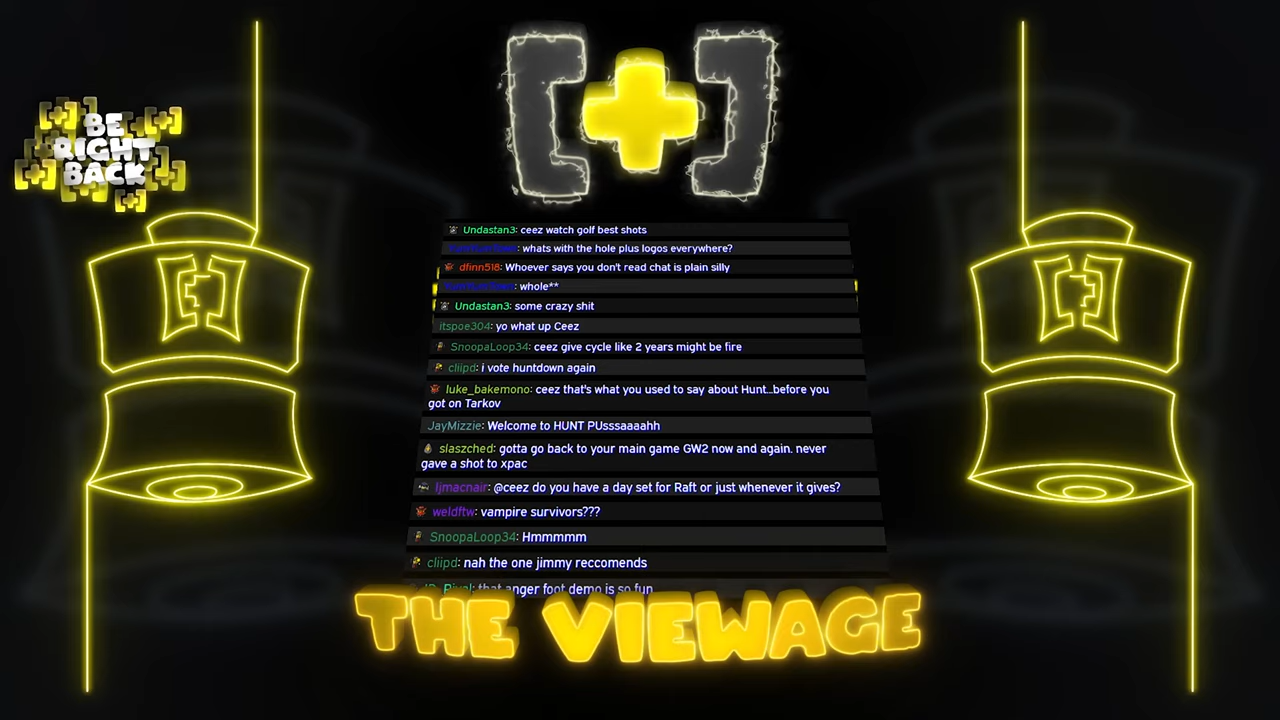 BE
RIGHT
BACK
Undastan3: ceez watch golf best shots
: whats with the hole plus logos everywhere?
dfinn518: Whoever says you don't read chat is plain silly
: whole**
Undastan3: some crazy shit
itspoe304: yo what up Ceez
SnoopaLoop34: ceez give cycle like 2 years might be fire
cliipd: i vote huntdown again
luke_bakemono: ceez that's what you used to say about Hunt...before you
got on Tarkov
JayMizzie: Welcome to HUNT PUsssaaaahh
slaszched: gotta go back to your main game GW2 now and again. never
gave a shot to xpac
ljmacnair: @ceez do you have a day set for Raft or just whenever it gives?
weldftw: vampire survivors???
SnoopaLoop34: Hmmmmm
cliipd: nah the one jimmy reccomends
that anger foot demo is so fun
THE VIEWAGE